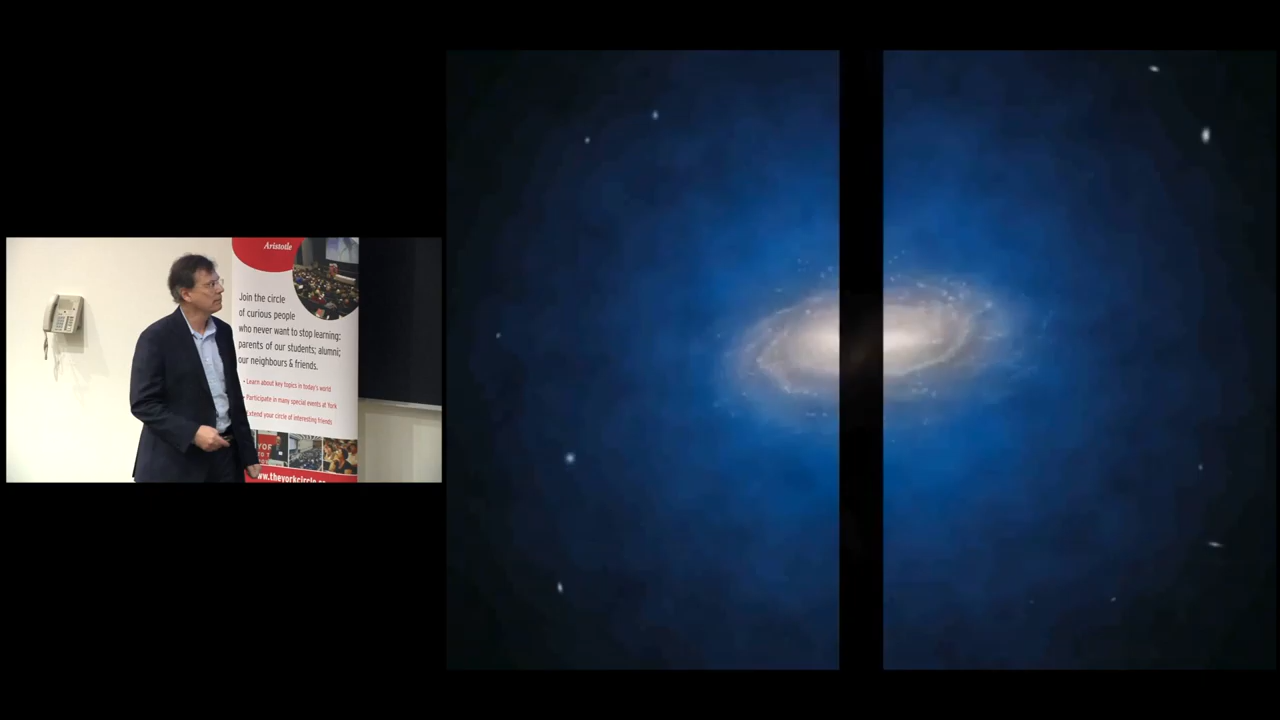 Aristotle
Join the circle
of curious people
who never want to stop learning:
parents of our students; alumni;
our neighbours & friends.
• Learn about key topics in today's world
• Participate in many special events at York
• Extend your circle of interesting friends
www.theyorkcircle